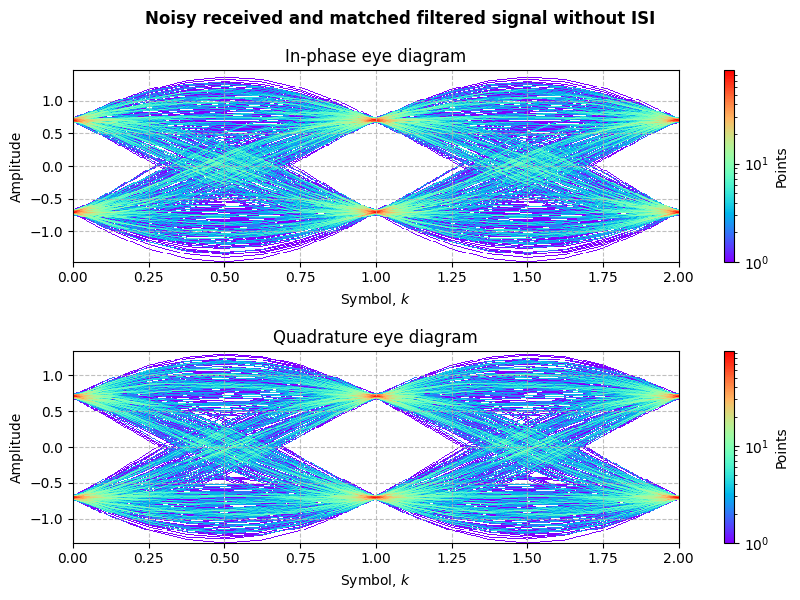 Noisy received and matched filtered signal without ISI
In-phase eye diagram
1.0
0.5
0.0
−0.5
−1.0
Amplitude
0.00 0.25 0.50 0.75 1.00 1.25 1.50 1.75 2.00
Symbol, k
10^1
10^0
Points
Quadrature eye diagram
1.0
0.5
0.0
−0.5
−1.0
Amplitude
0.00 0.25 0.50 0.75 1.00 1.25 1.50 1.75 2.00
Symbol, k
10^1
10^0
Points